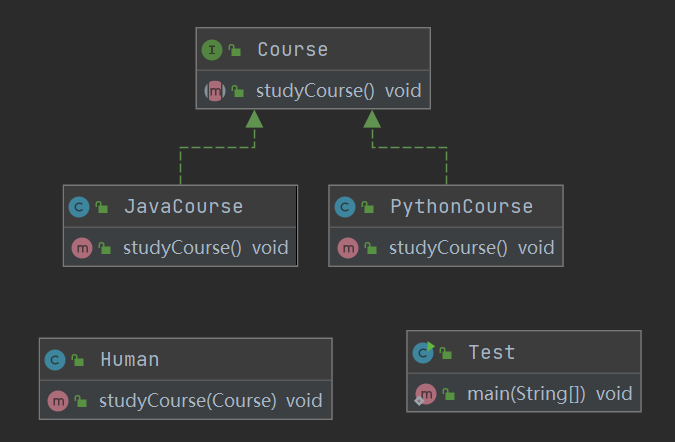 I Course
m studyCourse() void
C JavaCourse
m studyCourse() void
C PythonCourse
m studyCourse() void
C Human
m studyCourse(Course) void
C Test
m main(String[]) void